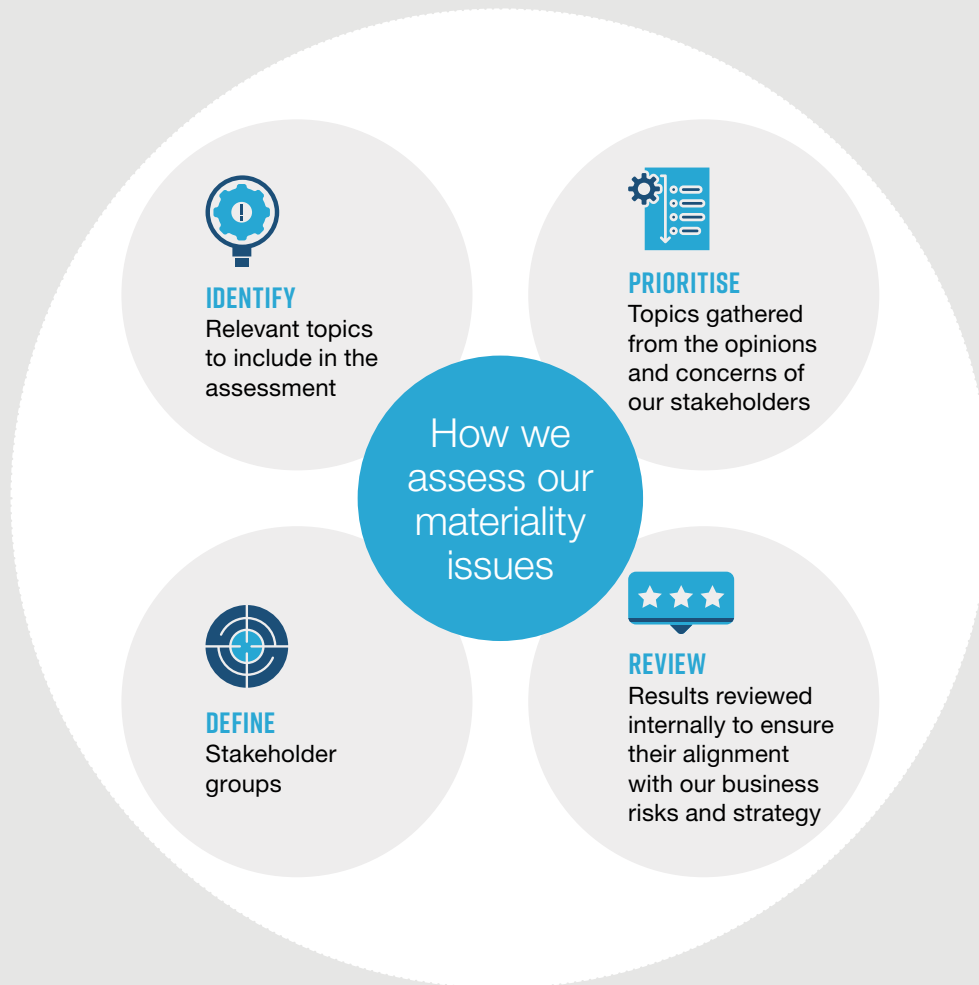 IDENTIFY
Relevant topics
to include in the
assessment
PRIORITISE
Topics gathered
from the opinions
and concerns of
our stakeholders
How we
assess our
materiality
issues
DEFINE
Stakeholder
groups
REVIEW
Results reviewed
internally to ensure
their alignment
with our business
risks and strategy